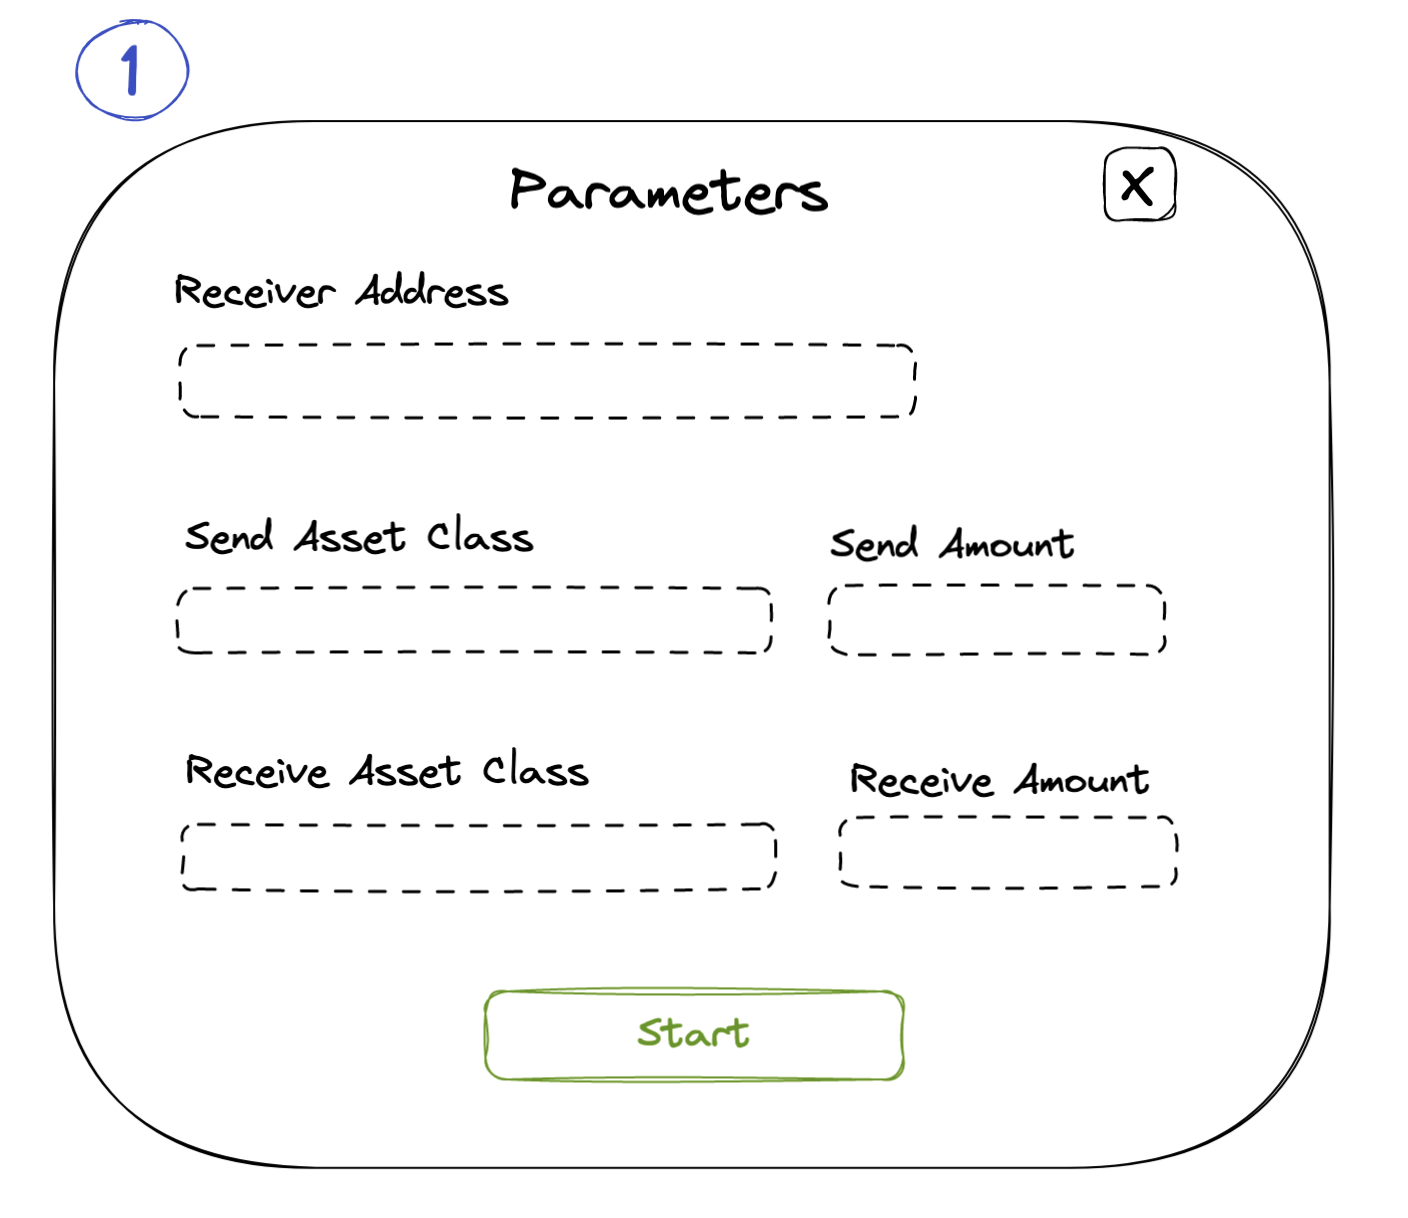 1
Parameters X
Receiver Address
Send Asset Class Send Amount
Receive Asset Class Receive Amount
Start